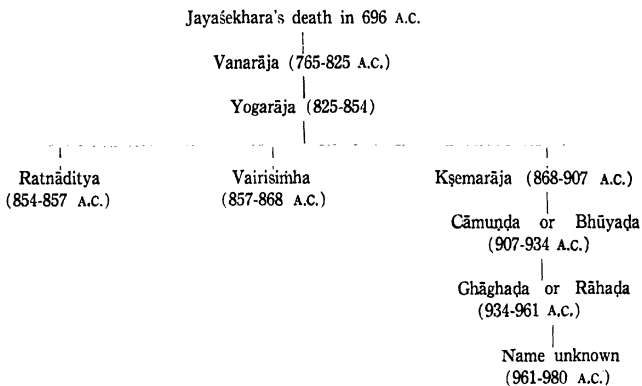 Jayaśekhara's death in 696 A.C.
Vanarāja (765-825 A.C.)
Yogarāja (825-854)
Ratnāditya Vairisiṁha Kṣemarāja (868-907 A.C.)
(854-857 A.C.) (857-868 A.C.)
Cāmuṇḍa or Bhūyaḍa
(907-934 A.C.)
Ghāghaḍa or Rāhaḍa
(934-961 A.C.)
Name unknown
(961-980 A.C.)